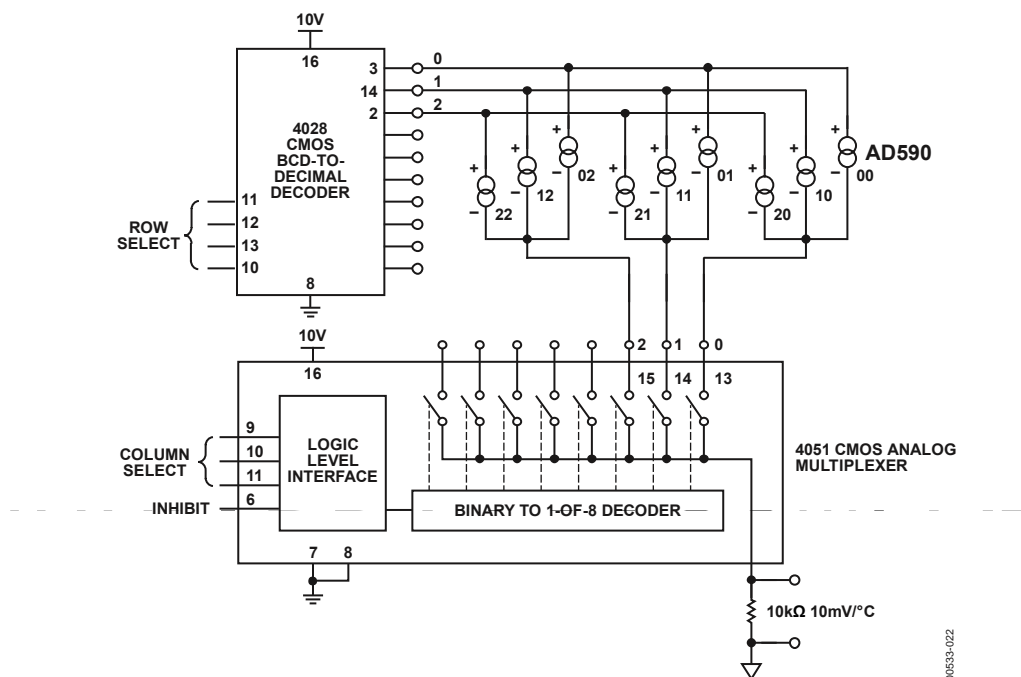 10V
16
4028
CMOS
BCD-TO-
DECIMAL
DECODER
3
14
2
0
1
2
11
12
13
10
ROW
SELECT
8
+
–
22
+
–
12
+
–
02
+
–
21
+
–
11
+
–
01
+
–
20
+
–
10
+
–
00
AD590
10V
16
2
1
0
15
14
13
COLUMN
SELECT
9
10
11
INHIBIT
6
LOGIC
LEVEL
INTERFACE
BINARY TO 1-OF-8 DECODER
4051 CMOS ANALOG
MULTIPLEXER
7
8
10kΩ 10mV/°C
00533-022